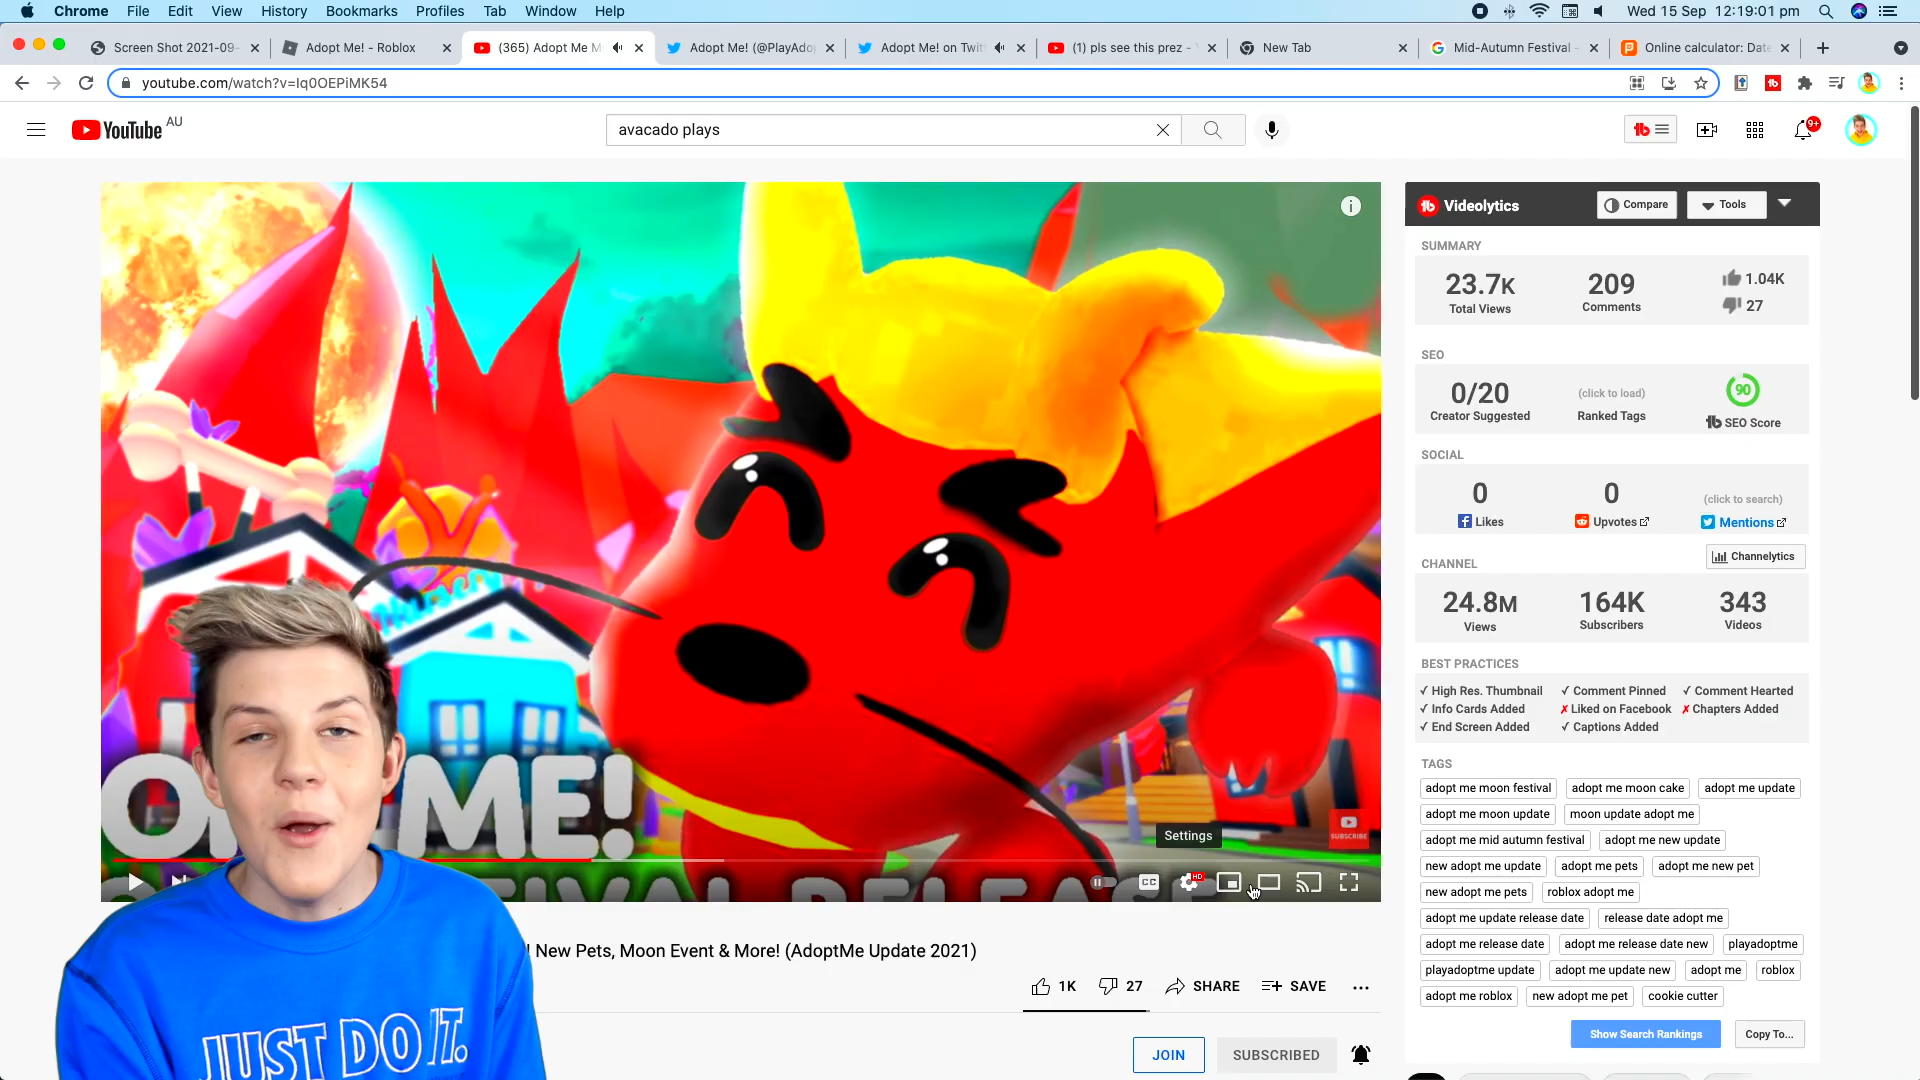 Chrome File Edit View History Bookmarks Profiles Tab Window Help Wed 15 Sep 12:19:01 pm
Screen Shot 2021-09- Adopt Me! - Roblox (365) Adopt Me M Adopt Me! (@PlayAdo Adopt Me! on Twit (1) pls see this prez - New Tab Mid-Autumn Festival - Online calculator: Date
youtube.com/watch?v=Iq0OEPiMK54
YouTube AU
avacado plays
9+
Videolytics Compare Tools
SUMMARY
23.7K 209 1.04K
Total Views Comments 27
SEO
0/20 (click to load) 90
Creator Suggested Ranked Tags SEO Score
SOCIAL
0 0 (click to search)
Likes Upvotes Mentions
CHANNEL Channelytics
24.8M 164K 343
Views Subscribers Videos
BEST PRACTICES
✓ High Res. Thumbnail ✓ Comment Pinned ✓ Comment Hearted
✓ Info Cards Added ✗ Liked on Facebook ✗ Chapters Added
✓ End Screen Added ✓ Captions Added
TAGS
adopt me moon festival adopt me moon cake adopt me update
adopt me moon update moon update adopt me
adopt me mid autumn festival adopt me new update
new adopt me update adopt me pets adopt me new pet
new adopt me pets roblox adopt me
adopt me update release date release date adopt me
adopt me release date adopt me release date new playadoptme
playadoptme update adopt me update new adopt me roblox
adopt me roblox new adopt me pet cookie cutter
Show Search Rankings Copy To...
ME!
SUBSCRIBE
Settings
CC HD
RELEASE
New Pets, Moon Event & More! (AdoptMe Update 2021)
1K 27 SHARE SAVE
JOIN SUBSCRIBED
JUST DO IT.